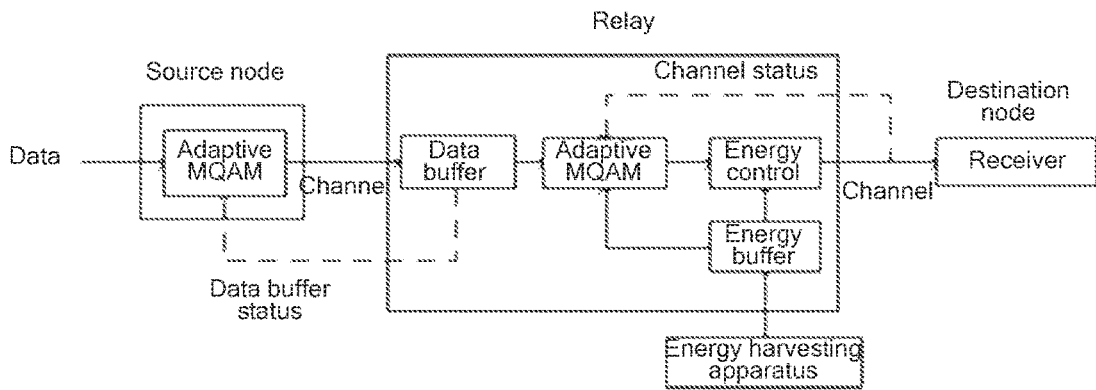 Relay
Source node
Channel status
Destination
node
Data
Adaptive
MQAM
Channel
Data
buffer
Adaptive
MQAM
Energy
control
Channel
Receiver
Energy
buffer
Data buffer
status
Energy harvesting
apparatus